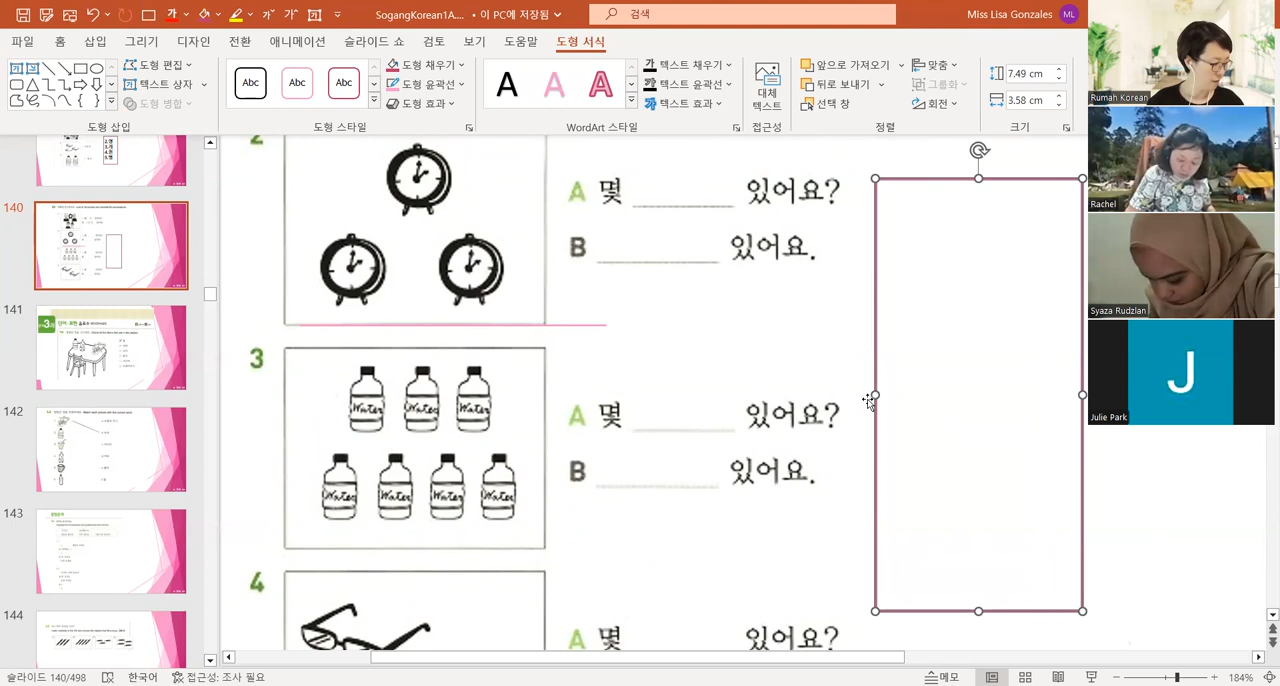 SogangKorean1A.... • 이 PC에 저장됨
검색
Miss Lisa Gonzales
ML
파일 홈 삽입 그리기 디자인 전환 애니메이션 슬라이드 쇼 검토 보기 도움말 도형 서식
도형 편집
텍스트 상자
도형 병합
도형 삽입
Abc Abc Abc
도형 채우기
도형 윤곽선
도형 효과
도형 스타일
A A A
텍스트 채우기
텍스트 윤곽선
텍스트 효과
WordArt 스타일
대체
텍스트
접근성
앞으로 가져오기
뒤로 보내기
선택 창
맞춤
그룹화
회전
정렬
7.49 cm
3.58 cm
크기
Rumah Korean
Rachel
Syaza Rudzlan
J
Julie Park
140
141
142
143
144
2
A 몇 있어요?
B 있어요.
3
Water Water Water
Water Water Water Water
A 몇 있어요?
B 있어요.
4
A 몇 있어요?
슬라이드 140/498
한국어
접근성: 조사 필요
메모
184%